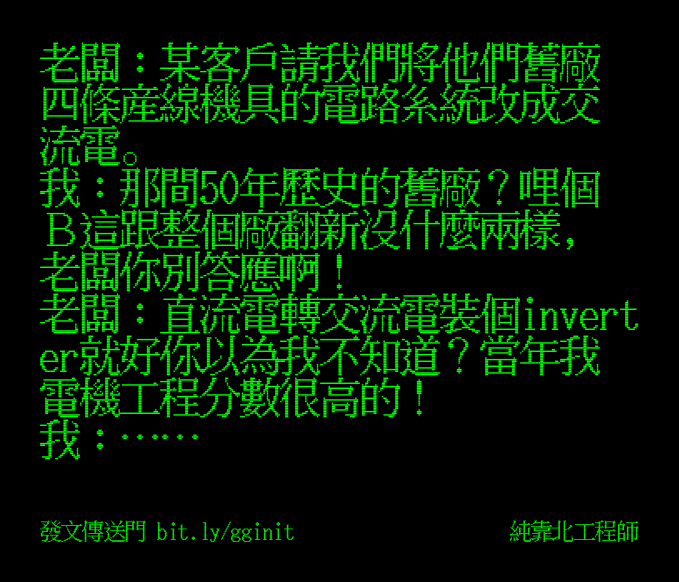 老闆：某客戶請我們將他們舊廠
四條産線機具的電路系統改成交
流電。
我：那間50年歷史的舊廠？哩個
Ｂ這跟整個廠翻新沒什麼兩樣，
老闆你別答應啊！
老闆：直流電轉交流電裝個invert
er就好你以為我不知道？當年我
電機工程分數很高的！
我：⋯⋯
發文傳送門 bit.ly/gginit
純靠北工程師